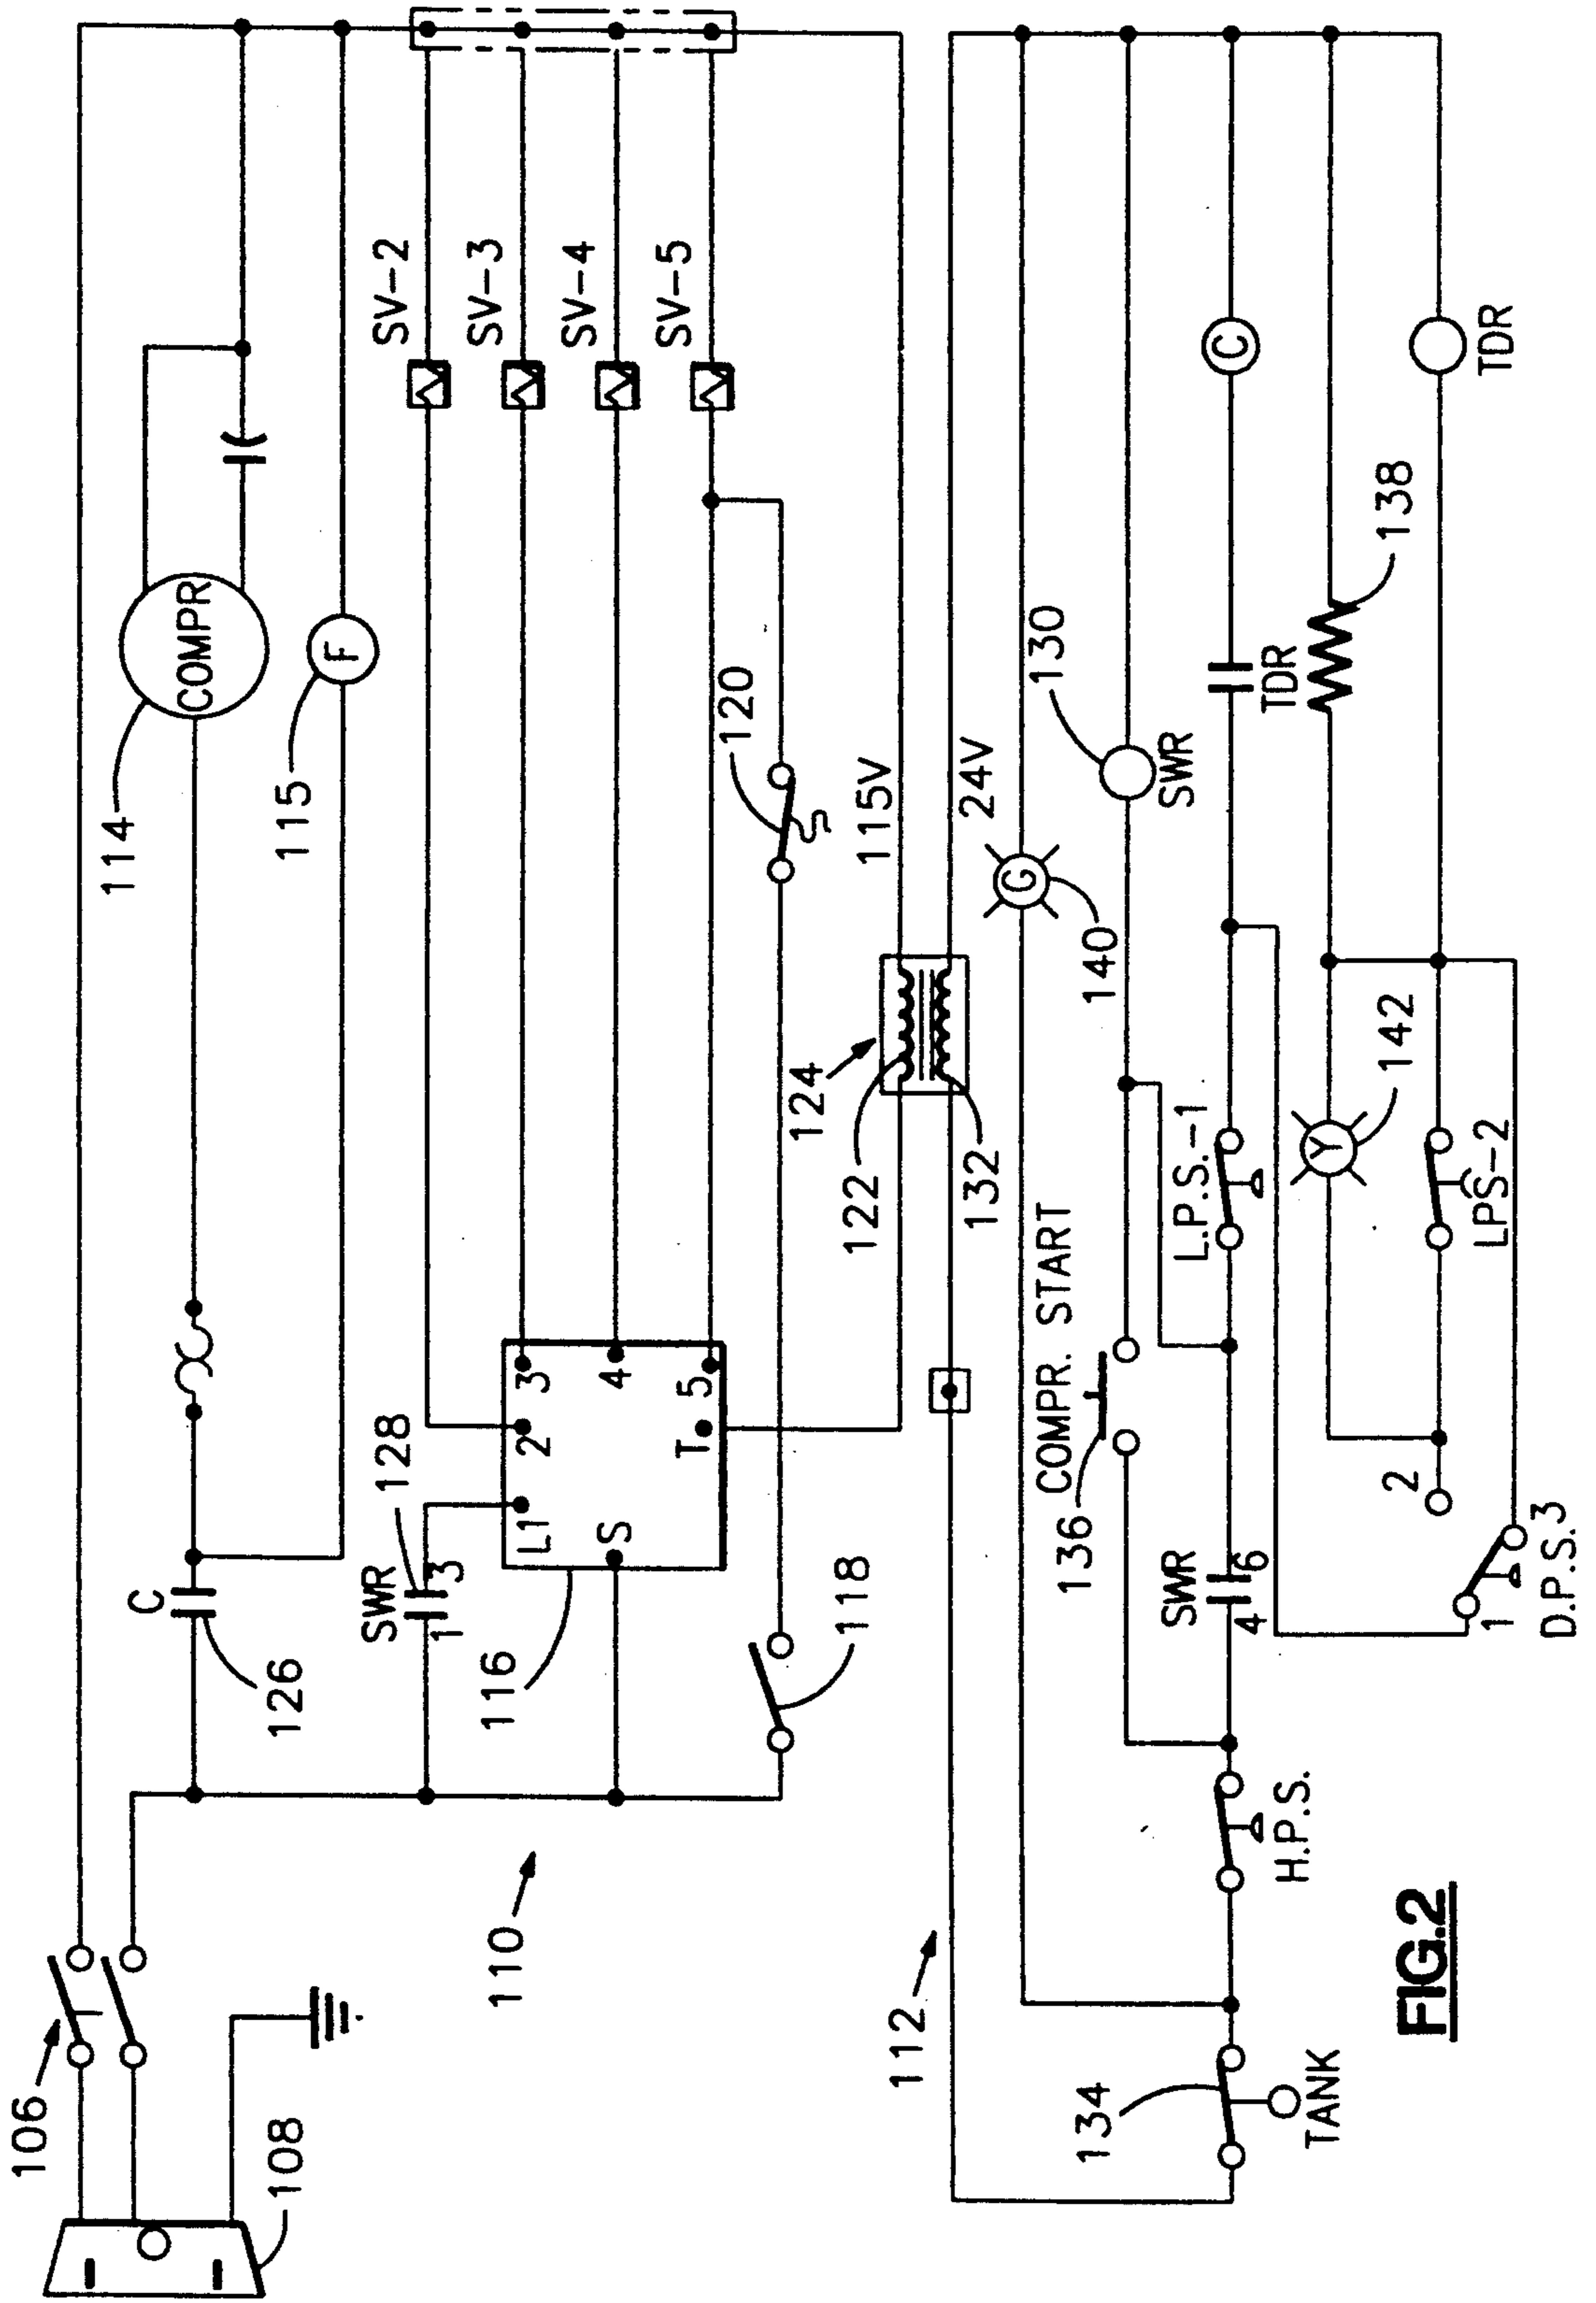 106
108
110
112
114
COMPR
115
F
C
126
SV-2
SV-3
SV-4
SV-5
SWR
128
1
3
L1
2
3
4
5
S
T
116
118
120
115V
24V
124
122
132
G
140
130
SWR
COMPR. START
136
L.P.S.-1
C
TDR
SWR
4
6
H.P.S.
134
TANK
138
Y
142
TDR
LPS-2
2
1
3
D.P.S.
FIG.2